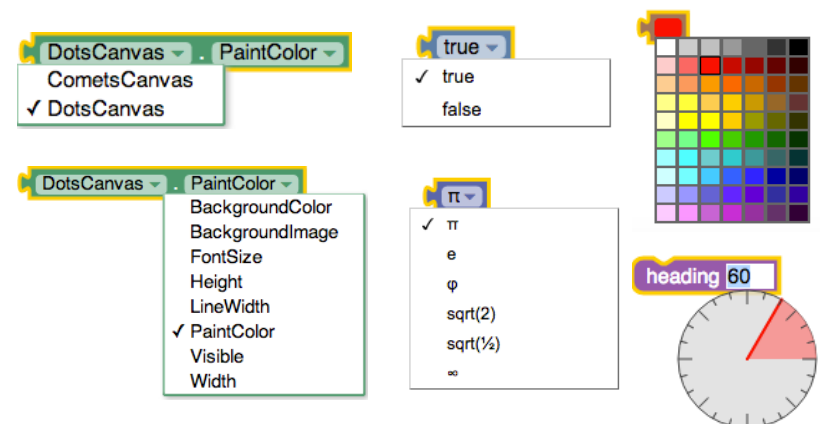 DotsCanvas . PaintColor
CometsCanvas
✓ DotsCanvas
true
✓ true
false
DotsCanvas . PaintColor
BackgroundColor
BackgroundImage
FontSize
Height
LineWidth
✓ PaintColor
Visible
Width
π
✓ π
e
φ
sqrt(2)
sqrt(½)
∞
heading 60